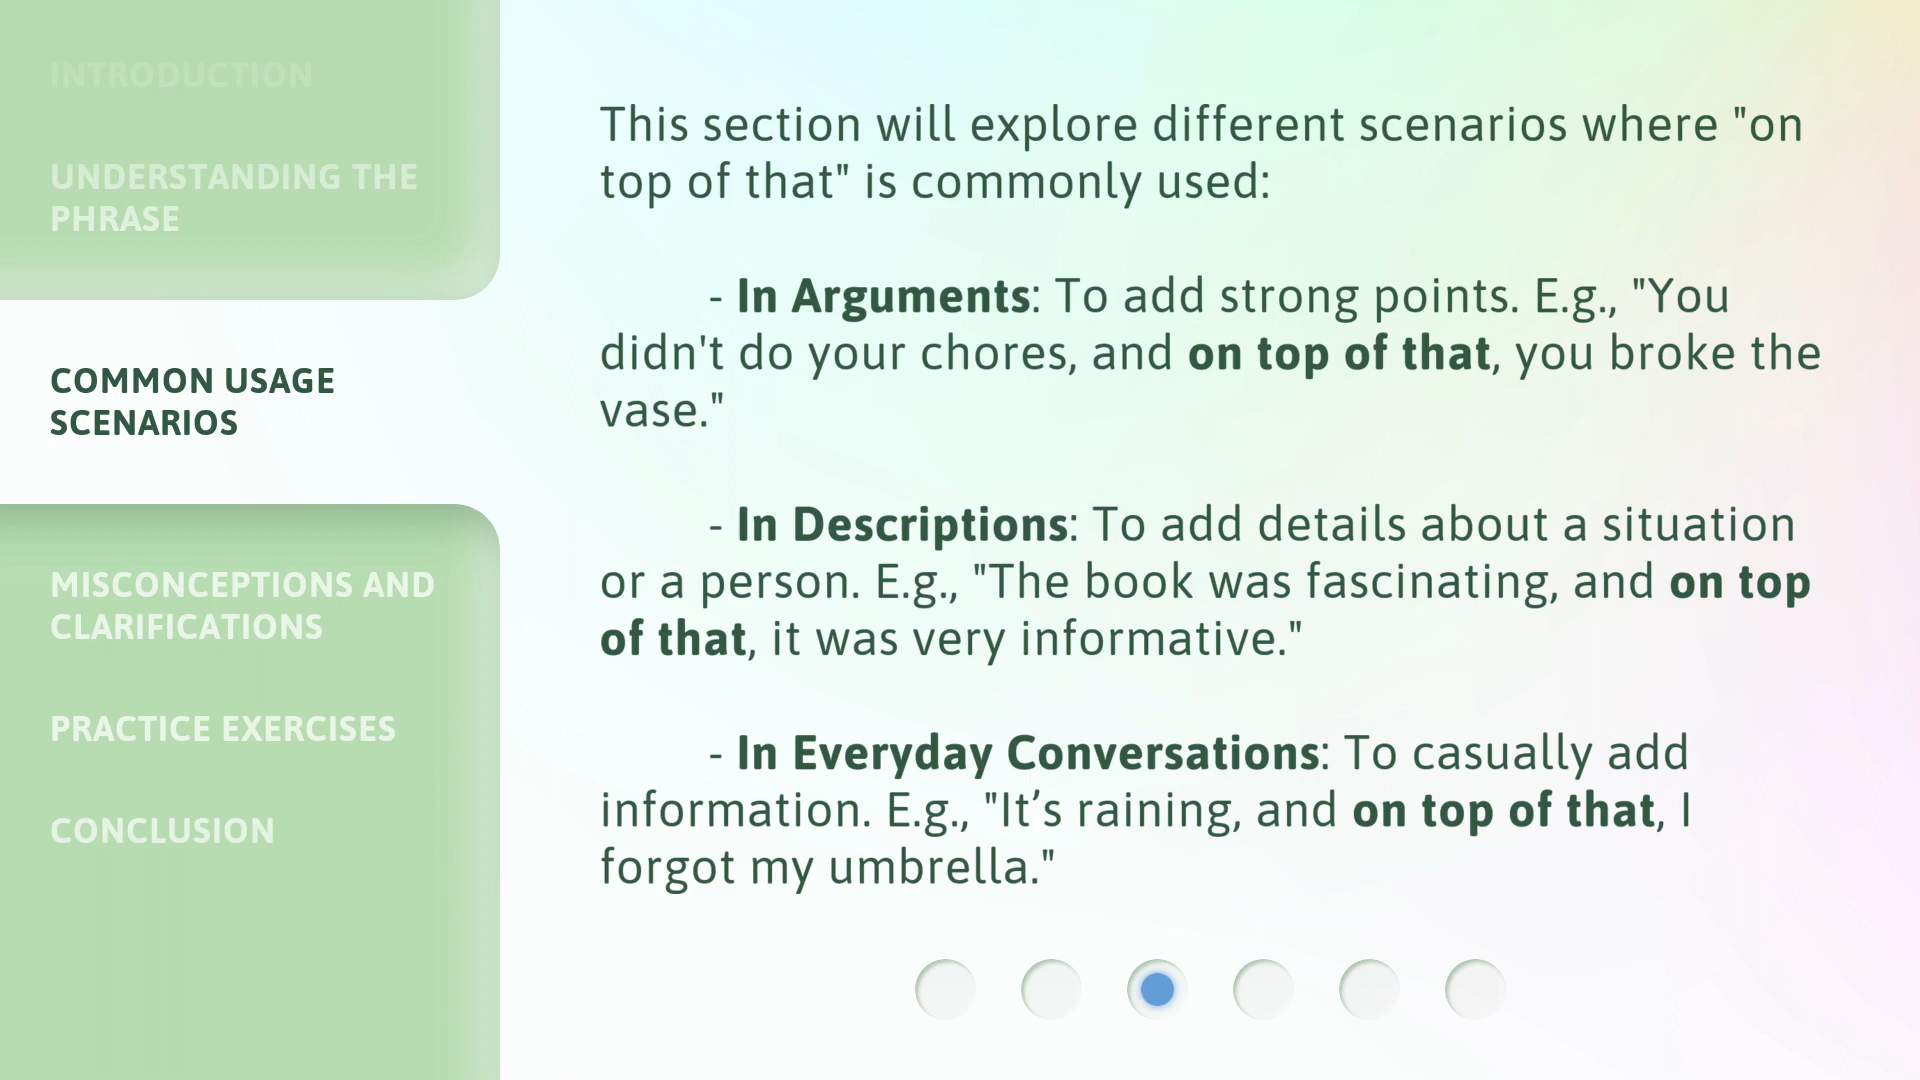 INTRODUCTION
UNDERSTANDING THE
PHRASE
COMMON USAGE
SCENARIOS
MISCONCEPTIONS AND
CLARIFICATIONS
PRACTICE EXERCISES
CONCLUSION
This section will explore different scenarios where "on
top of that" is commonly used:
- In Arguments: To add strong points. E.g., "You
didn't do your chores, and on top of that, you broke the
vase."
- In Descriptions: To add details about a situation
or a person. E.g., "The book was fascinating, and on top
of that, it was very informative."
- In Everyday Conversations: To casually add
information. E.g., "It’s raining, and on top of that, I
forgot my umbrella."